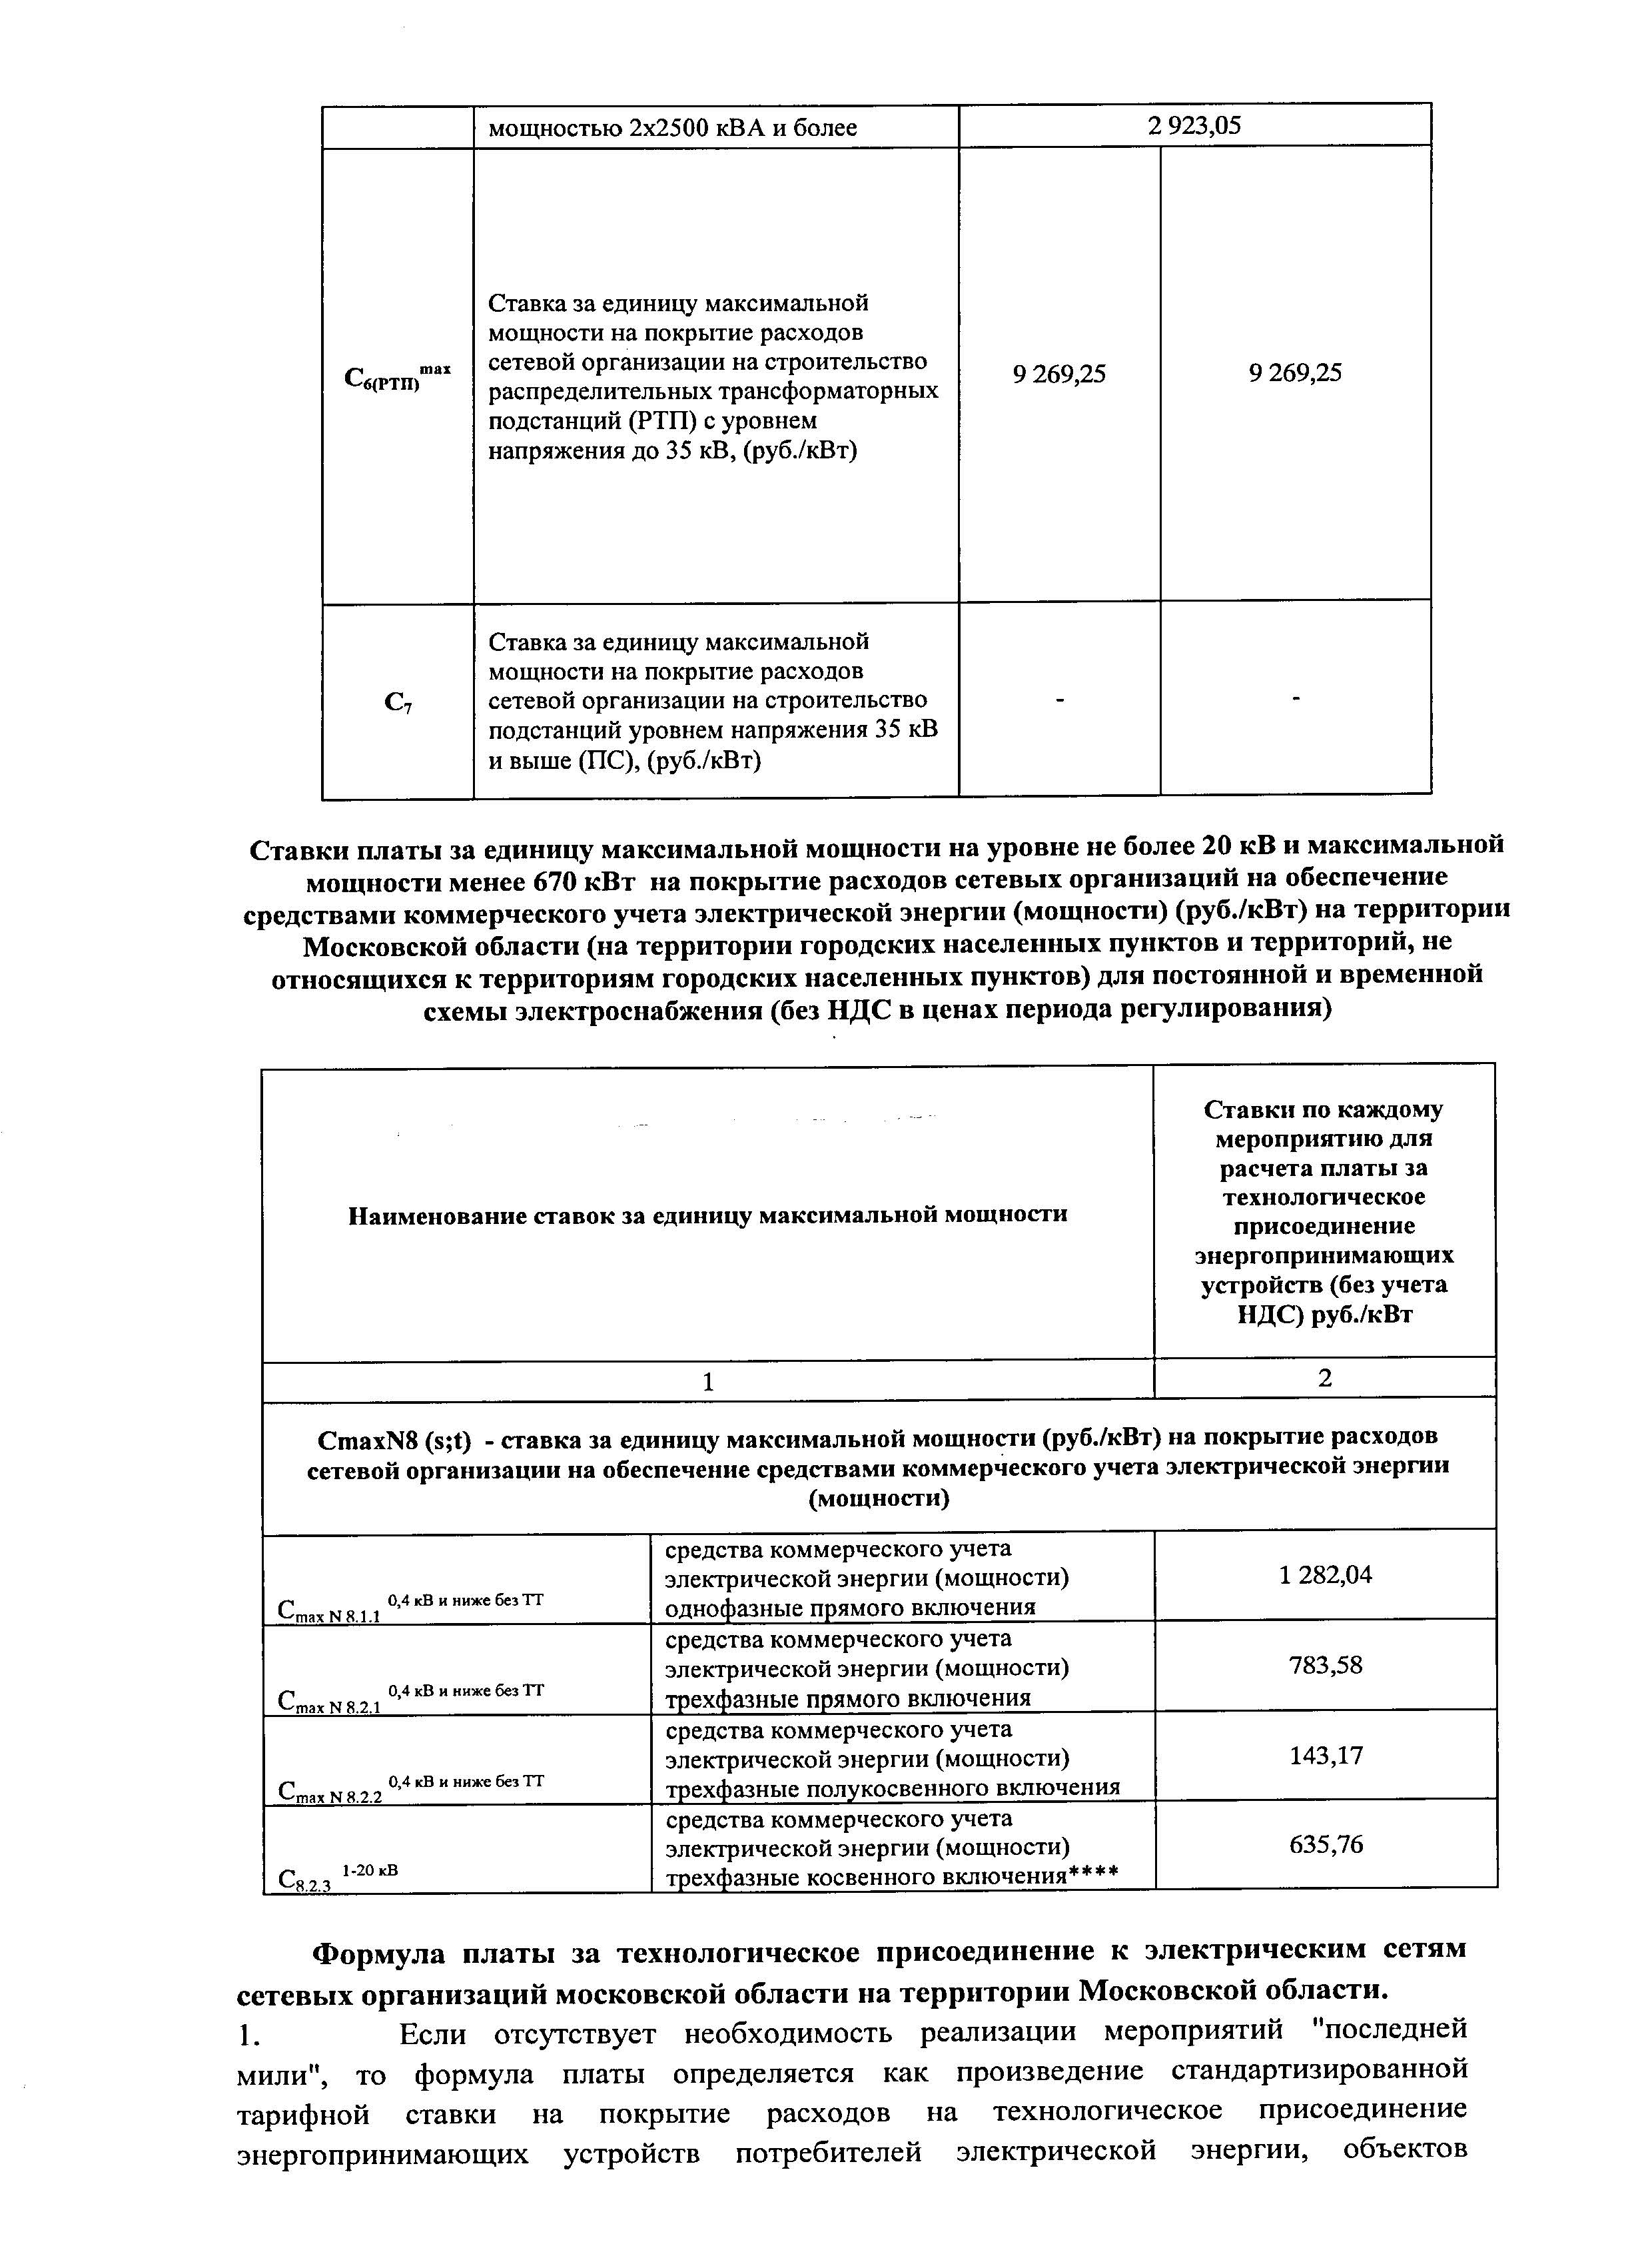 мощностью 2х2500 кВА и более 2 923,05
С6(РТП)max
Ставка за единицу максимальной
мощности на покрытие расходов
сетевой организации на строительство
распределительных трансформаторных
подстанций (РТП) с уровнем
напряжения до 35 кВ, (руб./кВт)
9 269,25 9 269,25
С7
Ставка за единицу максимальной
мощности на покрытие расходов
сетевой организации на строительство
подстанций уровнем напряжения 35 кВ
и выше (ПС), (руб./кВт)
- -
Ставки платы за единицу максимальной мощности на уровне не более 20 кВ и максимальной
мощности менее 670 кВт на покрытие расходов сетевых организаций на обеспечение
средствами коммерческого учета электрической энергии (мощности) (руб./кВт) на территории
Московской области (на территории городских населенных пунктов и территорий, не
относящихся к территориям городских населенных пунктов) для постоянной и временной
схемы электроснабжения (без НДС в ценах периода регулирования)
Наименование ставок за единицу максимальной мощности
Ставки по каждому
мероприятию для
расчета платы за
технологическое
присоединение
энергопринимающих
устройств (без учета
НДС) руб./кВт
1 2
СmaxN8 (s;t) - ставка за единицу максимальной мощности (руб./кВт) на покрытие расходов
сетевой организации на обеспечение средствами коммерческого учета электрической энергии
(мощности)
Сmax N 8.1.1 0,4 кВ и ниже без ТТ
средства коммерческого учета
электрической энергии (мощности)
однофазные прямого включения
1 282,04
Сmax N 8.2.1 0,4 кВ и ниже без ТТ
средства коммерческого учета
электрической энергии (мощности)
трехфазные прямого включения
783,58
Сmax N 8.2.2 0,4 кВ и ниже без ТТ
средства коммерческого учета
электрической энергии (мощности)
трехфазные полукосвенного включения
143,17
С8.2.3 1-20 кВ
средства коммерческого учета
электрической энергии (мощности)
трехфазные косвенного включения****
635,76
Формула платы за технологическое присоединение к электрическим сетям
сетевых организаций московской области на территории Московской области.
1. Если отсутствует необходимость реализации мероприятий "последней
мили", то формула платы определяется как произведение стандартизированной
тарифной ставки на покрытие расходов на технологическое присоединение
энергопринимающих устройств потребителей электрической энергии, объектов